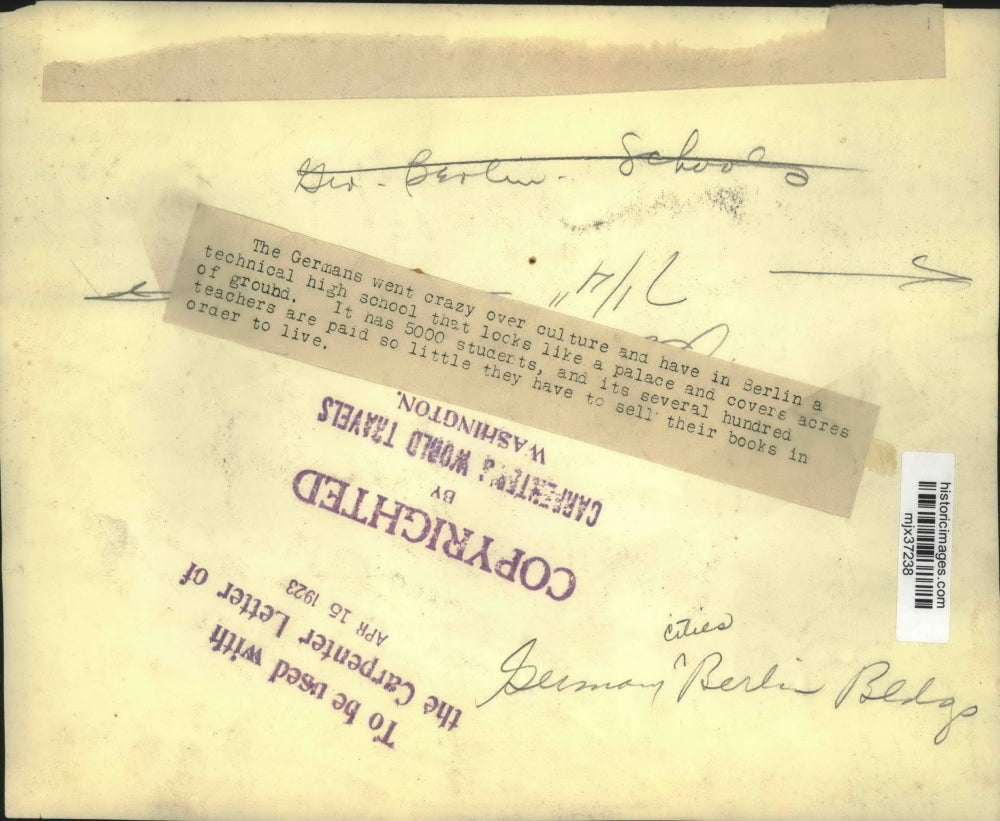 Ger. Berlin. Schools
The Germans went crazy over culture and have in Berlin a
technical high school that looks like a palace and covers acres
of ground. It has 5000 students, and its several hundred
teachers are paid so little they have to sell their books in
order to live.
COPYRIGHTED
BY
CARPENTER'S WORLD TRAVELS
WASHINGTON.
To be used with
the Carpenter Letter of
APR 15 1923
cities
Germany ^ Berlin Bldgs
historicimages.com
mjx37238